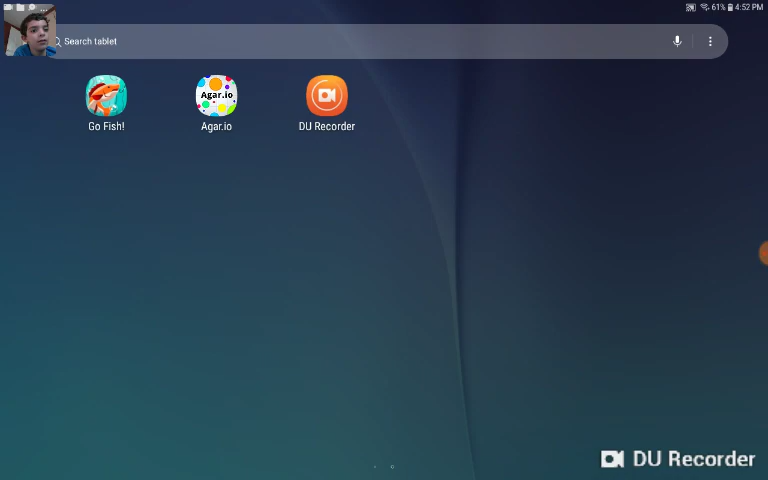 61% 4:52 PM
Search tablet
Agar.io
Go Fish!
Agar.io
DU Recorder
DU Recorder